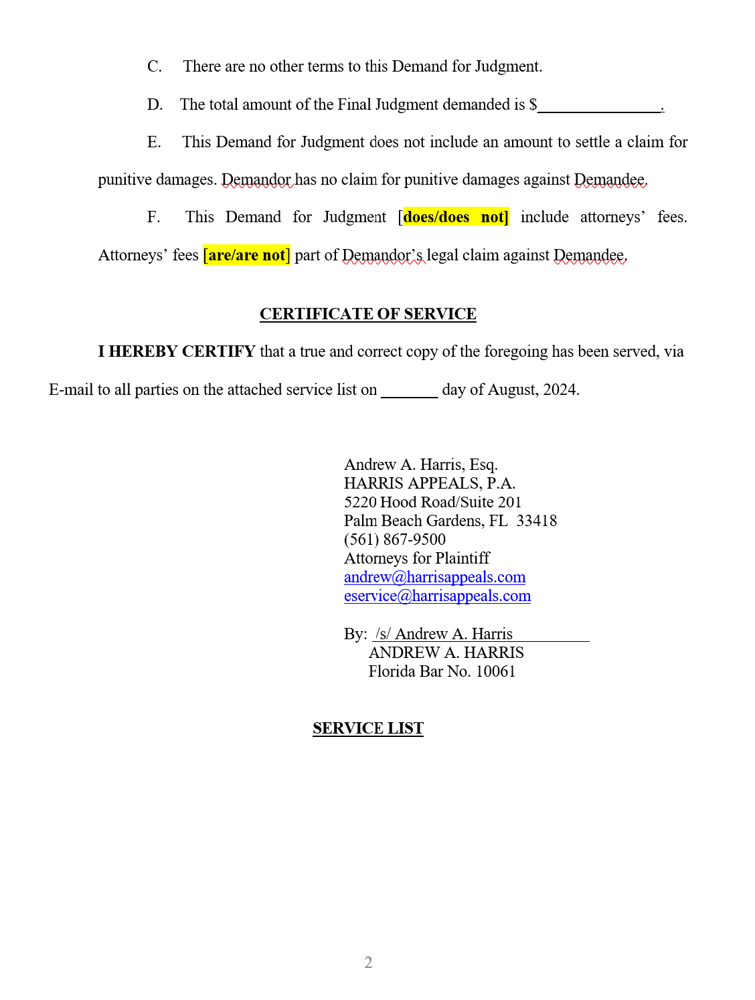 C. There are no other terms to this Demand for Judgment.
D. The total amount of the Final Judgment demanded is $_______________.
E. This Demand for Judgment does not include an amount to settle a claim for
punitive damages. Demandor has no claim for punitive damages against Demandee.
F. This Demand for Judgment [does/does not] include attorneys’ fees.
Attorneys’ fees [are/are not] part of Demandor’s legal claim against Demandee.
CERTIFICATE OF SERVICE
I HEREBY CERTIFY that a true and correct copy of the foregoing has been served, via
E-mail to all parties on the attached service list on _______ day of August, 2024.
Andrew A. Harris, Esq.
HARRIS APPEALS, P.A.
5220 Hood Road/Suite 201
Palm Beach Gardens, FL 33418
(561) 867-9500
Attorneys for Plaintiff
andrew@harrisappeals.com
eservice@harrisappeals.com
By: /s/ Andrew A. Harris
ANDREW A. HARRIS
Florida Bar No. 10061
SERVICE LIST
2